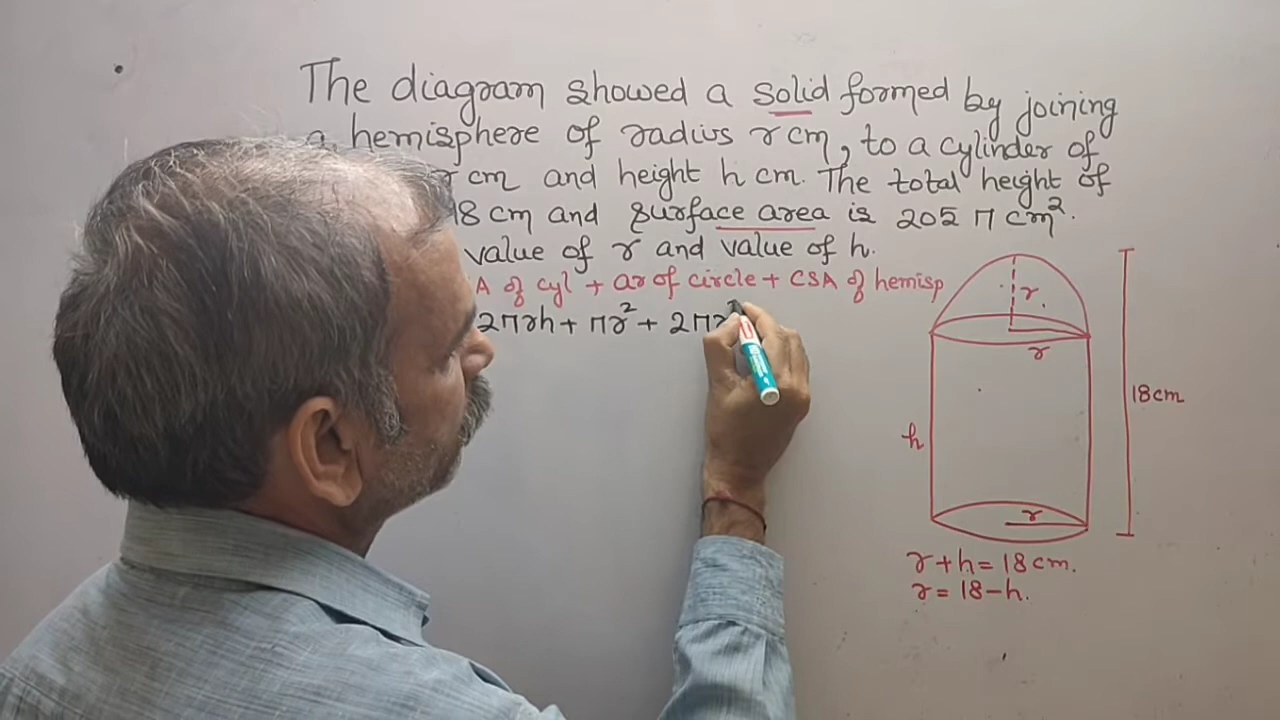 The diagram showed a solid formed by joining
a hemisphere of radius r cm, to a cylinder of
r cm and height h cm. The total height of
18 cm and surface area is 205 π cm².
value of r and value of h.
A of cyl + ar of circle + CSA of hemisp
2πrh + πr² + 2πr
r.
r
18cm
h
r
r + h = 18 cm.
r = 18 - h.